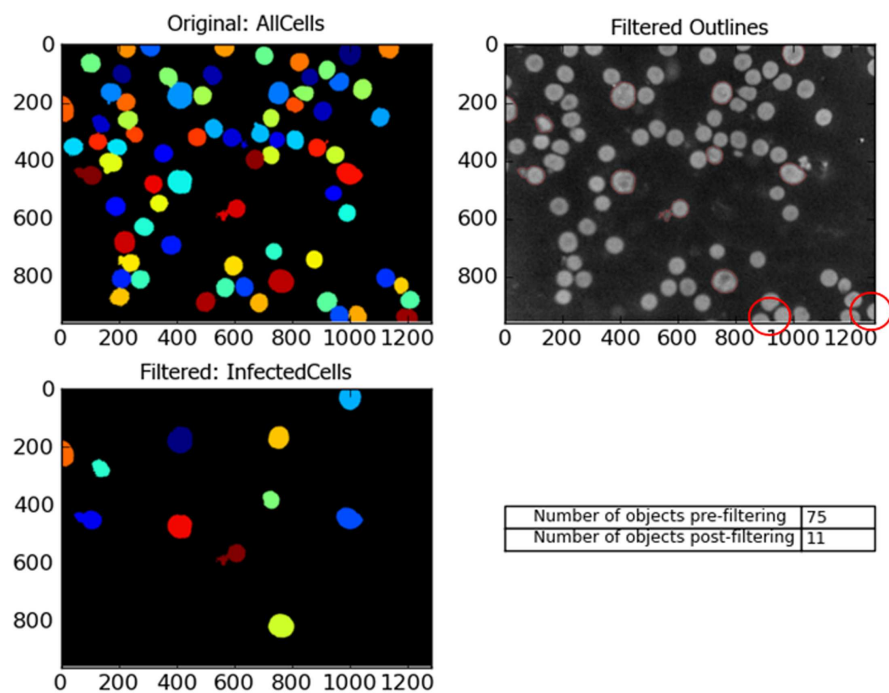 Original: AllCells
0
200
400
600
800
0 200 400 600 800 1000 1200
Filtered Outlines
0
200
400
600
800
0 200 400 600 800 1000 1200
Filtered: InfectedCells
0
200
400
600
800
0 200 400 600 800 1000 1200
Number of objects pre-filtering 75
Number of objects post-filtering 11